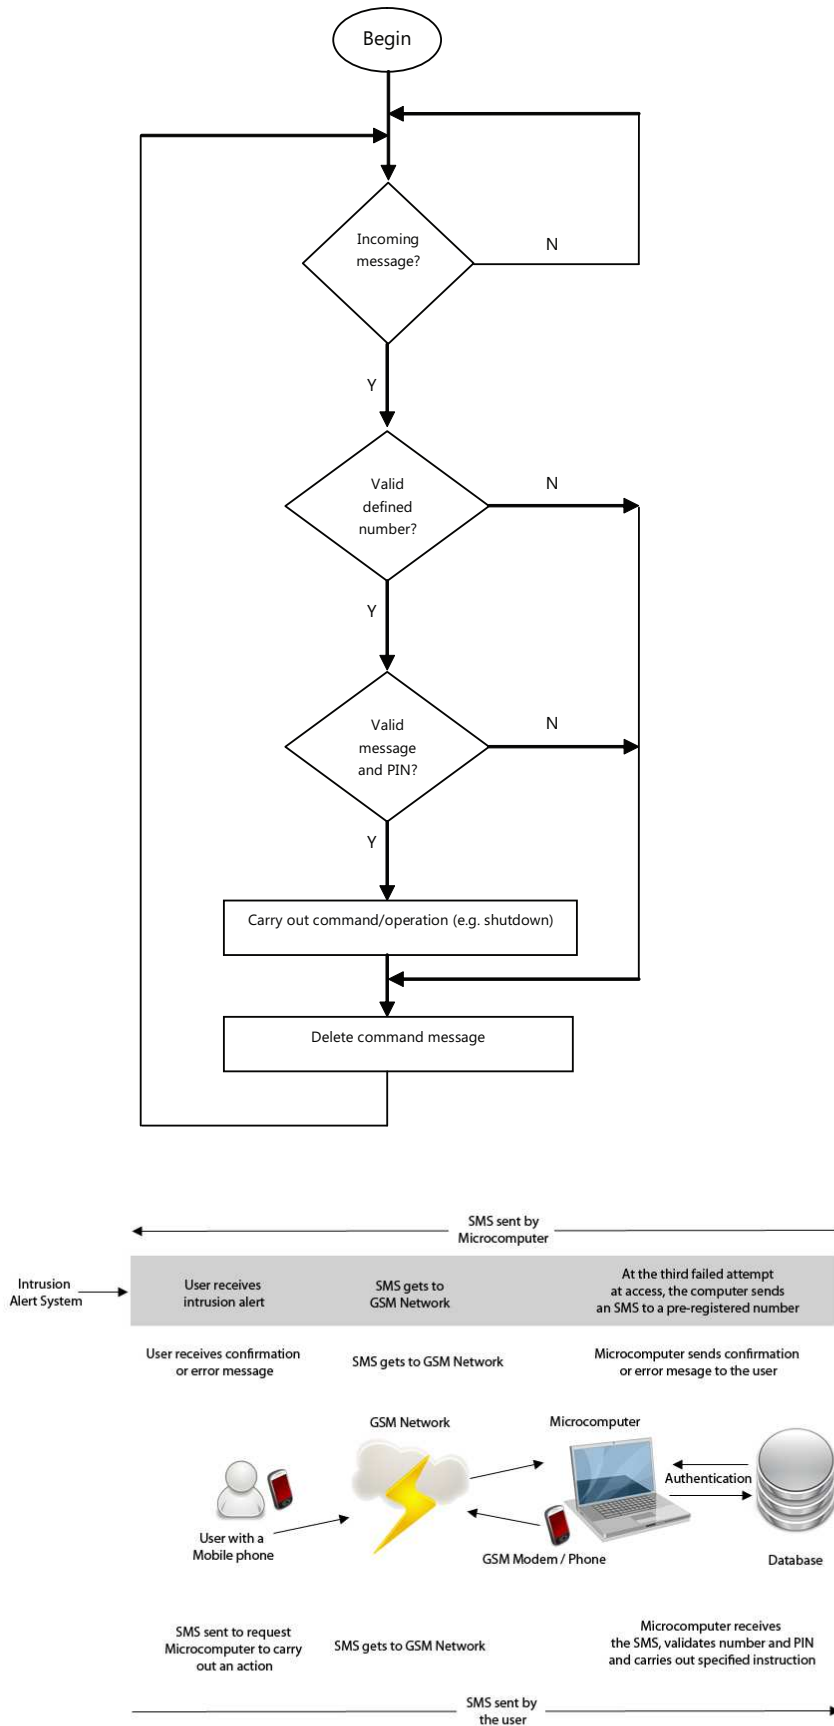 Begin
Incoming
message?
N
Y
Valid
defined
number?
N
Y
Valid
message
and PIN?
N
Y
Carry out command/operation (e.g. shutdown)
Delete command message
SMS sent by
Microcomputer
Intrusion
Alert System
User receives
intrusion alert
SMS gets to
GSM Network
At the third failed attempt
at access, the computer sends
an SMS to a pre-registered number
User receives confirmation
or error message
SMS gets to GSM Network
Microcomputer sends confirmation
or error mesage to the user
GSM Network
Microcomputer
Authentication
User with a
Mobile phone
GSM Modem / Phone
Database
SMS sent to request
Microcomputer to carry
out an action
SMS gets to GSM Network
Microcomputer receives
the SMS, validates number and PIN
and carries out specified instruction
SMS sent by
the user